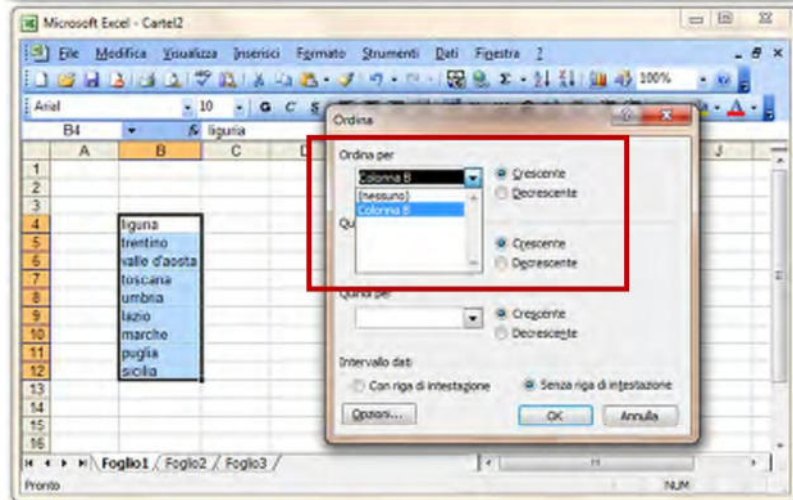 Microsoft Excel - Cartel2
File Modifica Visualizza Inserisci Formato Strumenti Dati Finestra ?
100%
Arial 10 G C S
B4 fx liguria
Ordina
A B C J
Ordina per
Colonna B
(nessuno)
Colonna B
Crescente
Decrescente
Crescente
Decrescente
Quindi per
Crescente
Decrescente
Intervallo dati
Con riga di intestazione Senza riga di intestazione
Opzioni... OK Annulla
1
2
3
4 liguria
5 trentino
6 valle d'aosta
7 toscana
8 umbria
9 lazio
10 marche
11 puglia
12 sicilia
13
14
15
16
Foglio1 / Foglio2 / Foglio3 /
Pronto NUM